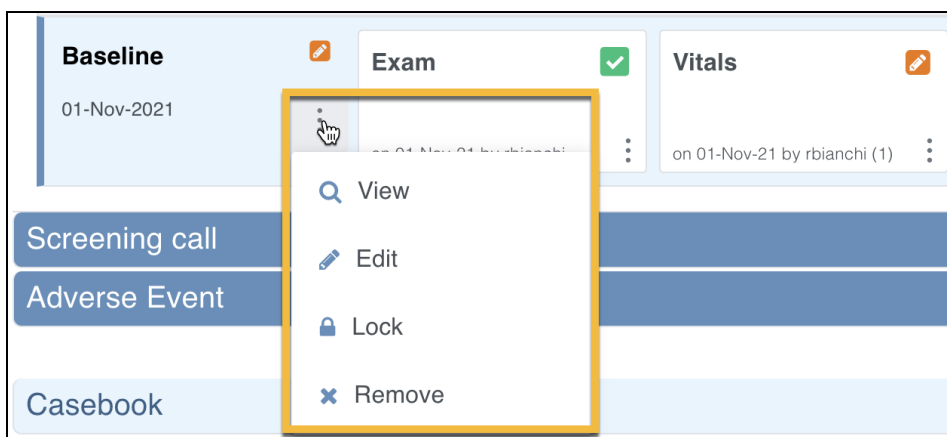 Baseline
01-Nov-2021
Exam
Vitals
on 01-Nov-21 by rbianchi (1)
View
Edit
Lock
Remove
Screening call
Adverse Event
Casebook